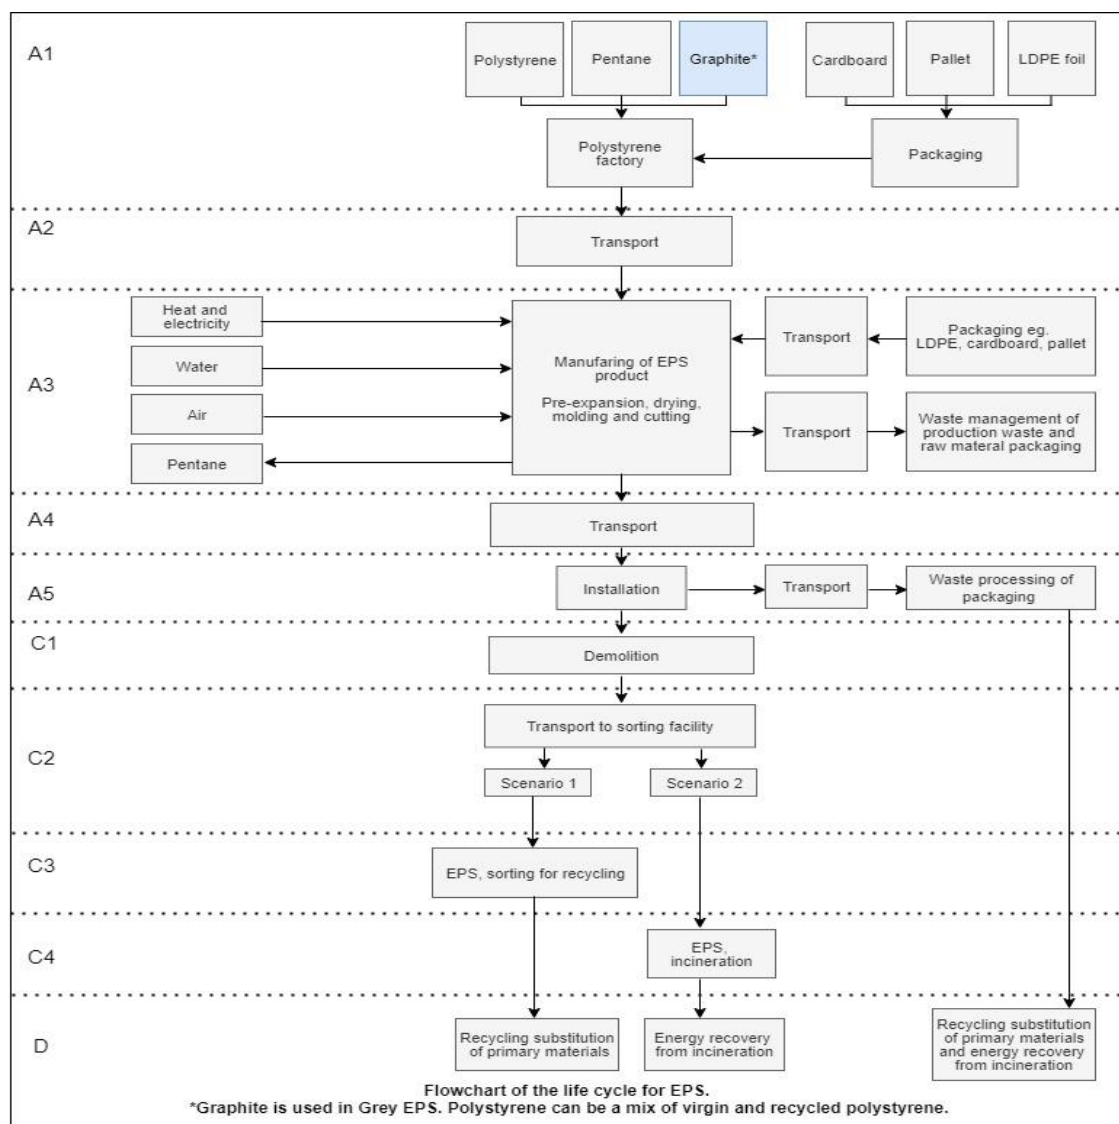 A1
Polystyrene
Pentane
Graphite*
Cardboard
Pallet
LDPE foil
Polystyrene
factory
Packaging
A2
Transport
A3
Heat and
electricity
Water
Air
Pentane
Manufaring of EPS
product
Pre-expansion, drying,
molding and cutting
Transport
Packaging eg.
LDPE, cardboard, pallet
Transport
Waste management of
production waste and
raw materal packaging
A4
Transport
A5
Installation
Transport
Waste processing of
packaging
C1
Demolition
C2
Transport to sorting facility
Scenario 1
Scenario 2
C3
EPS, sorting for recycling
C4
EPS,
incineration
D
Recycling substitution
of primary materials
Energy recovery
from incineration
Recycling substitution
of primary materials
and energy recovery
from incineration
Flowchart of the life cycle for EPS.
*Graphite is used in Grey EPS. Polystyrene can be a mix of virgin and recycled polystyrene.